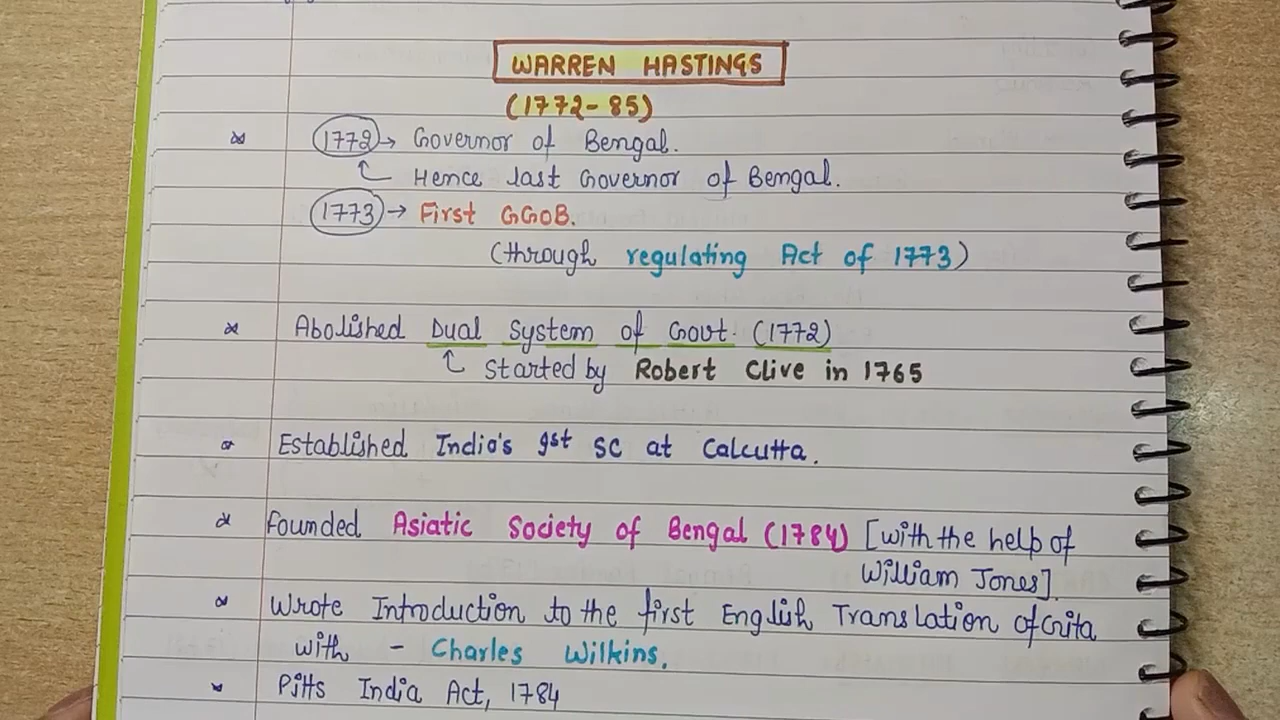 WARREN HASTINGS
(1772-85)
1772 → Governor of Bengal.
Hence last Governor of Bengal.
1773 → First GGOB.
(through regulating Act of 1773)
Abolished Dual System of Govt. (1772)
Started by Robert Clive in 1765
Established India's 1st SC at Calcutta.
Founded Asiatic Society of Bengal (1784) [with the help of
William Jones].
Wrote Introduction to the first English Translation of Gita
with - Charles Wilkins.
Pitts India Act, 1784